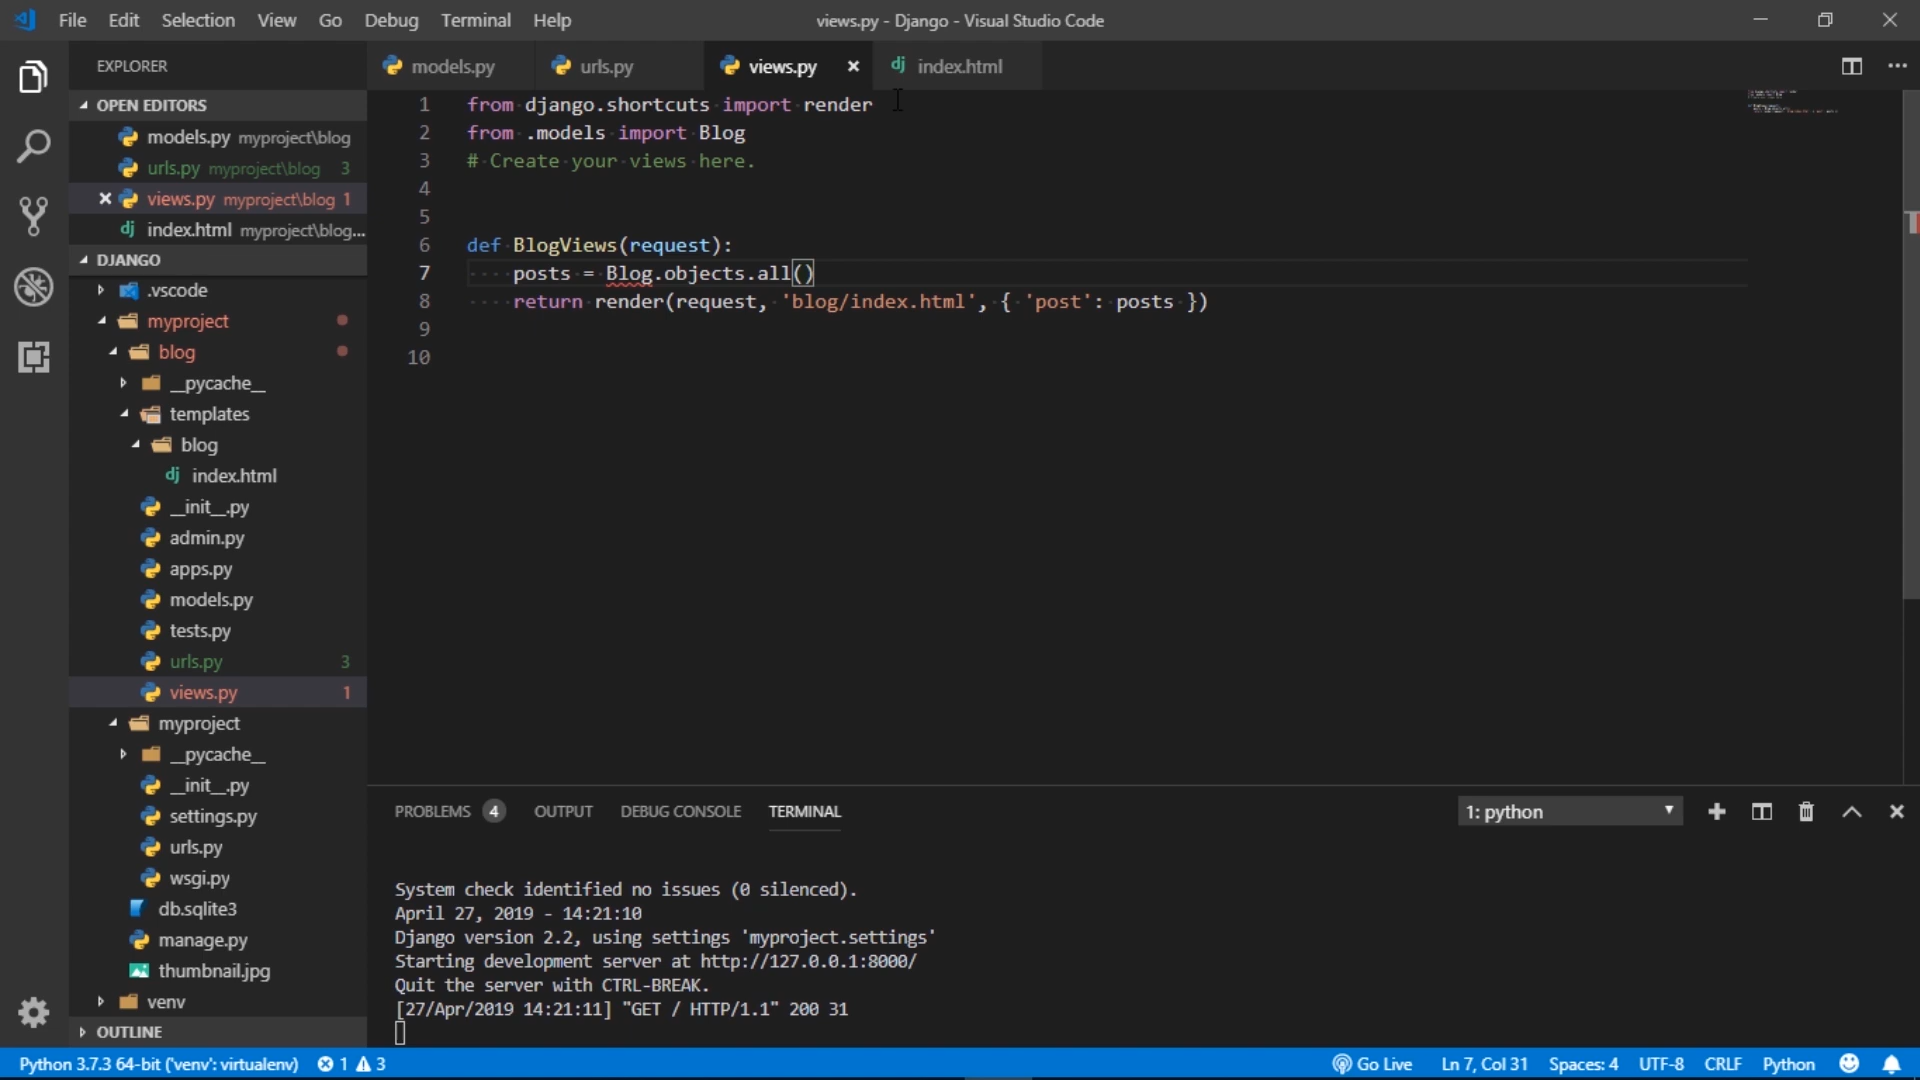 File Edit Selection View Go Debug Terminal Help
views.py - Django - Visual Studio Code
EXPLORER
OPEN EDITORS
models.py myproject\blog
urls.py myproject\blog 3
views.py myproject\blog 1
index.html myproject\blog...
DJANGO
.vscode
myproject
blog
__pycache__
templates
blog
index.html
__init__.py
admin.py
apps.py
models.py
tests.py
urls.py 3
views.py 1
myproject
__pycache__
__init__.py
settings.py
urls.py
wsgi.py
db.sqlite3
manage.py
thumbnail.jpg
venv
OUTLINE
models.py urls.py views.py index.html
1 from django.shortcuts import render
2 from .models import Blog
3 # Create your views here.
4
5
6 def BlogViews(request):
7 posts = Blog.objects.all()
8 return render(request, 'blog/index.html', { 'post': posts })
9
10
PROBLEMS 4 OUTPUT DEBUG CONSOLE TERMINAL
1: python
System check identified no issues (0 silenced).
April 27, 2019 - 14:21:10
Django version 2.2, using settings 'myproject.settings'
Starting development server at http://127.0.0.1:8000/
Quit the server with CTRL-BREAK.
[27/Apr/2019 14:21:11] "GET / HTTP/1.1" 200 31
Python 3.7.3 64-bit ('venv': virtualenv) 1 3
Go Live Ln 7, Col 31 Spaces: 4 UTF-8 CRLF Python